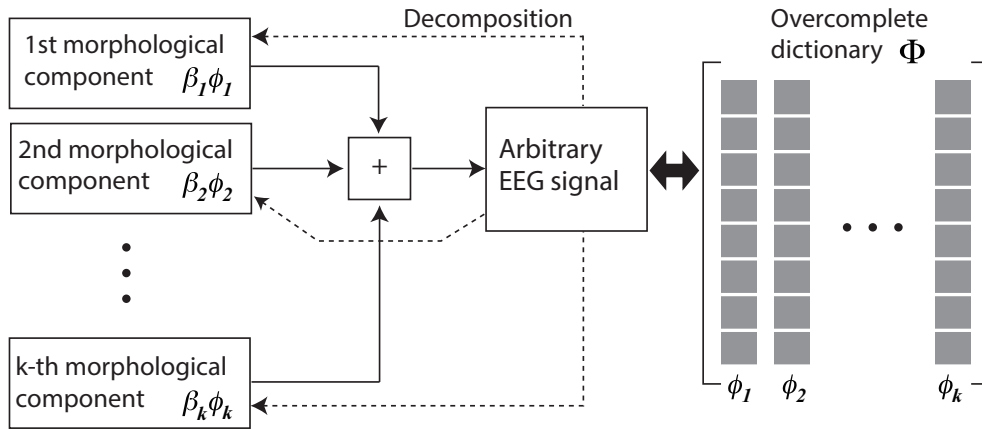 Decomposition
1st morphological
component β₁ϕ₁
2nd morphological
component β₂ϕ₂
k-th morphological
component βₖϕₖ
+
Arbitrary
EEG signal
Overcomplete
dictionary Φ
ϕ₁ ϕ₂ ϕₖ